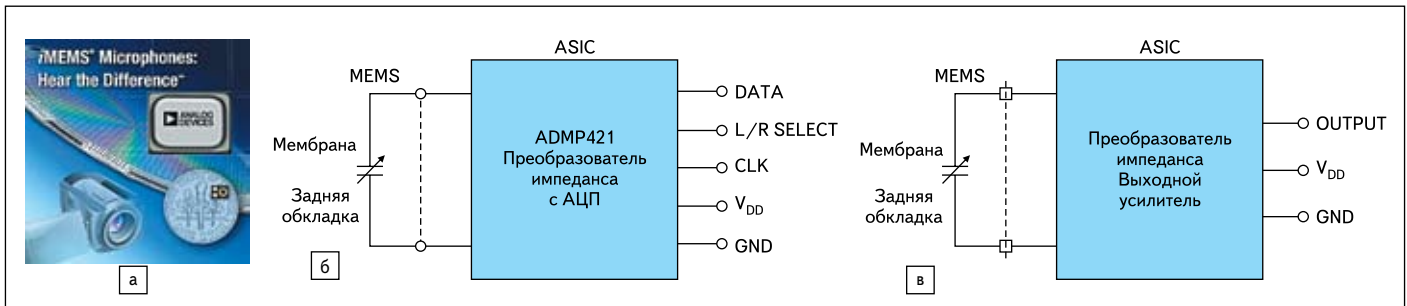 iMEMS® Microphones:
Hear the Difference™
ANALOG
DEVICES
а
MEMS
ASIC
Мембрана
Задняя
обкладка
ADMP421
Преобразователь
импеданса
с АЦП
DATA
L/R SELECT
CLK
VDD
GND
б
MEMS
ASIC
Мембрана
Задняя
обкладка
Преобразователь
импеданса
Выходной
усилитель
OUTPUT
VDD
GND
в